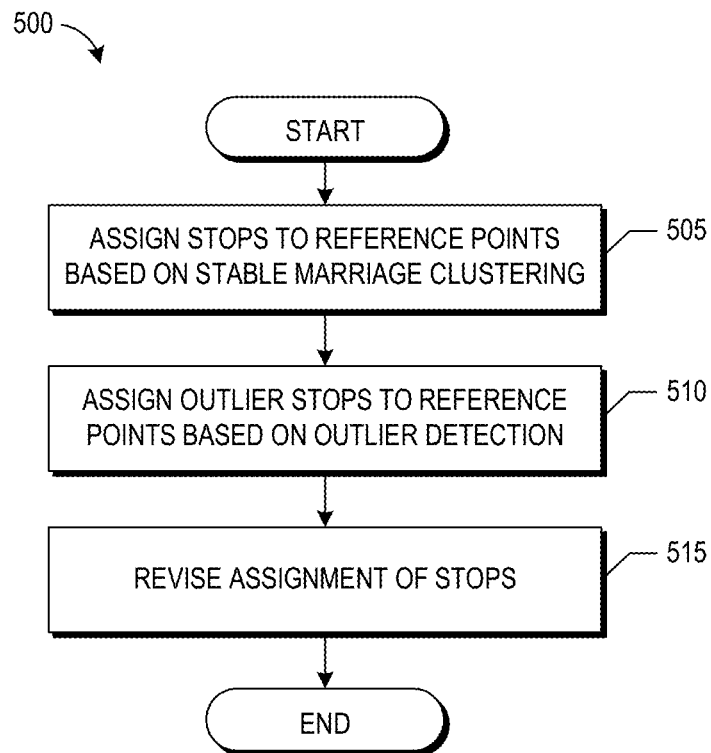 500
START
ASSIGN STOPS TO REFERENCE POINTS
BASED ON STABLE MARRIAGE CLUSTERING
505
ASSIGN OUTLIER STOPS TO REFERENCE
POINTS BASED ON OUTLIER DETECTION
510
REVISE ASSIGNMENT OF STOPS
515
END